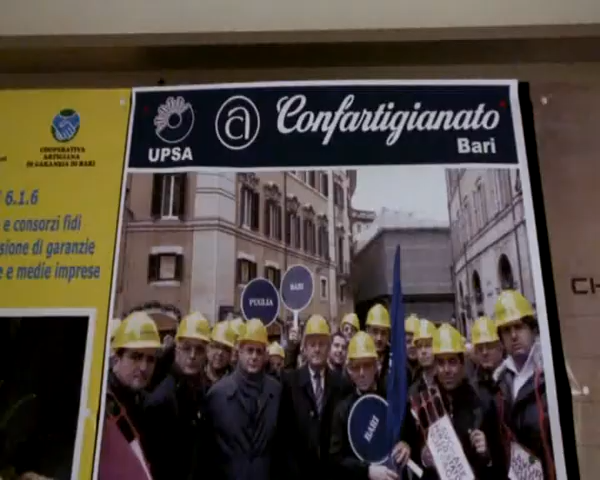 COOPERATIVA
ARTIGIANA
DI GARANZIA DI BARI
6.1.6
e consorzi fidi
sione di garanzie
e e medie imprese
UPSA
a
Confartigianato
Bari
PUGLIA
BARI
BARI
CH